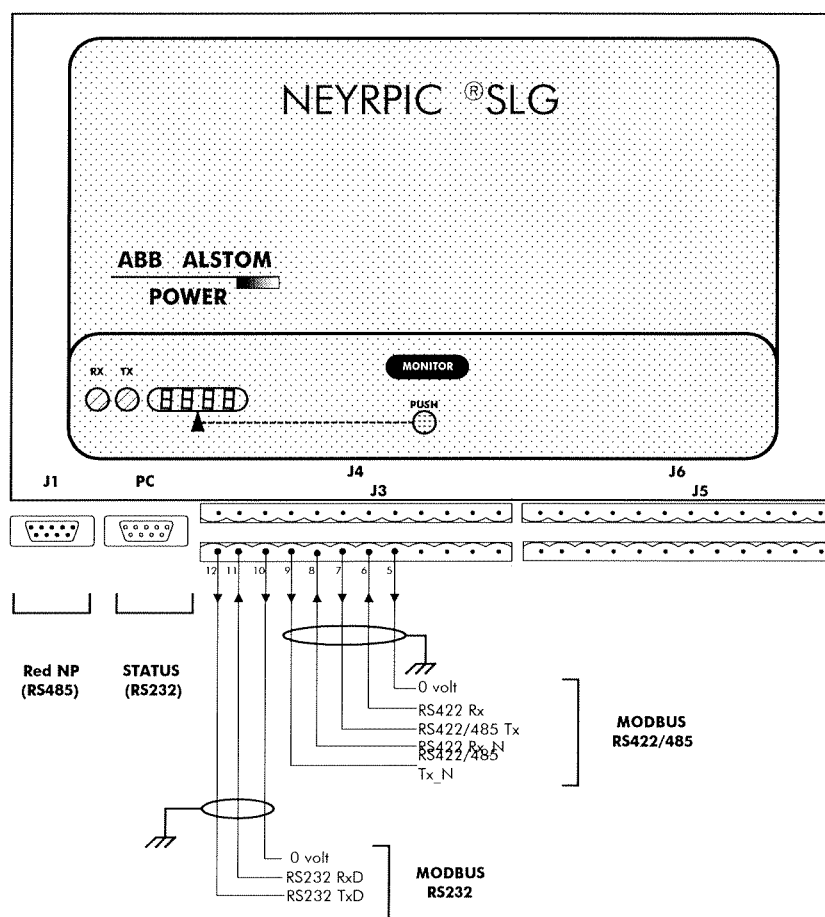 NEYRPIC ®SLG
ABB ALSTOM
POWER
MONITOR
RX TX
8888
PUSH
J4 J6
J1 PC J3 J5
12 11 10 9 8 7 6 5
Red NP
(RS485)
STATUS
(RS232)
0 volt
RS422 Rx
RS422/485 Tx
RS422 Rx_N
RS422/485
Tx_N
MODBUS
RS422/485
0 volt
RS232 RxD
RS232 TxD
MODBUS
RS232